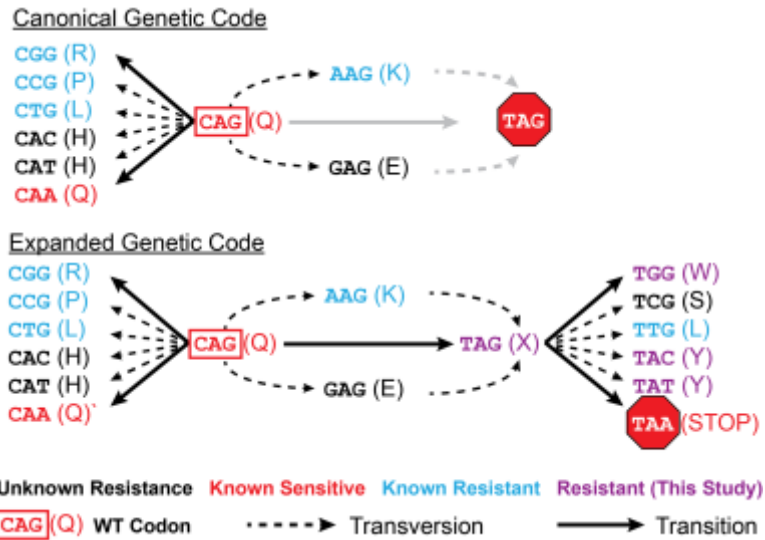 Canonical Genetic Code
CGG (R)
CCG (P)
CTG (L)
CAC (H)
CAT (H)
CAA (Q)
CAG (Q)
AAG (K)
GAG (E)
TAG
Expanded Genetic Code
CGG (R)
CCG (P)
CTG (L)
CAC (H)
CAT (H)
CAA (Q)`
CAG (Q)
AAG (K)
GAG (E)
TAG (X)
TGG (W)
TCG (S)
TTG (L)
TAC (Y)
TAT (Y)
TAA (STOP)
Unknown Resistance Known Sensitive Known Resistant Resistant (This Study)
CAG (Q) WT Codon Transversion Transition